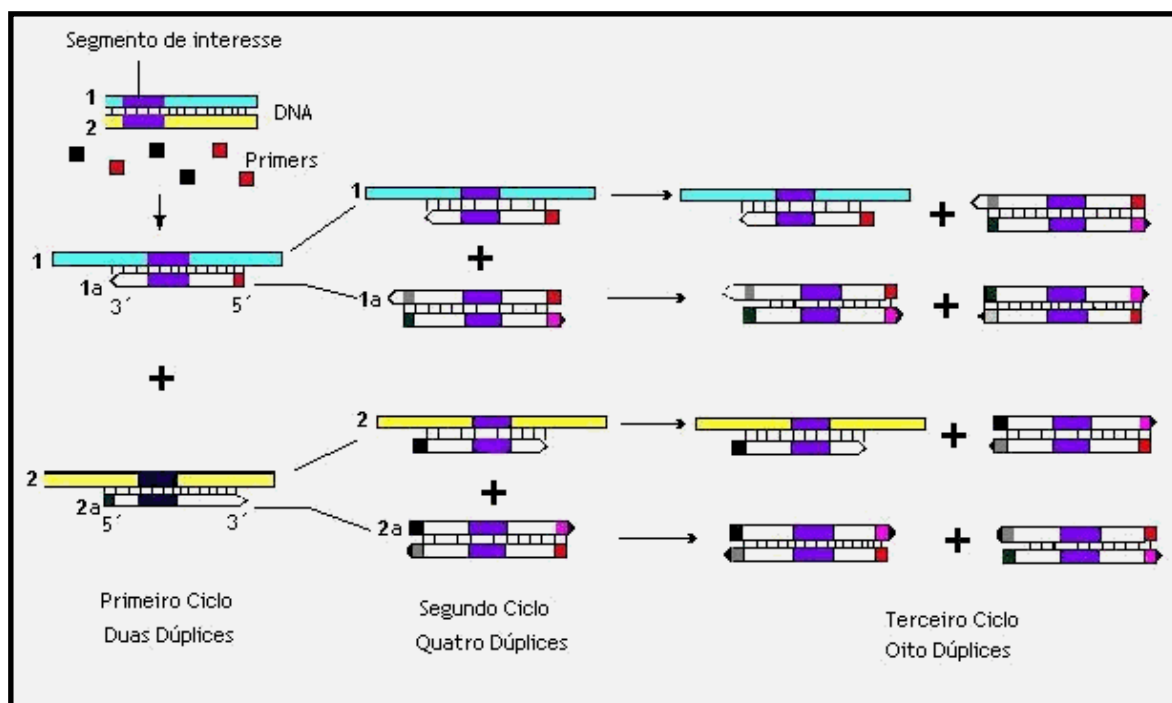 Segmento de interesse
1
2
DNA
Primers
1
1a
3´
5´
2
2a
5´
3´
Primeiro Ciclo
Duas Dúplices
1
1a
2
2a
Segundo Ciclo
Quatro Dúplices
Terceiro Ciclo
Oito Dúplices